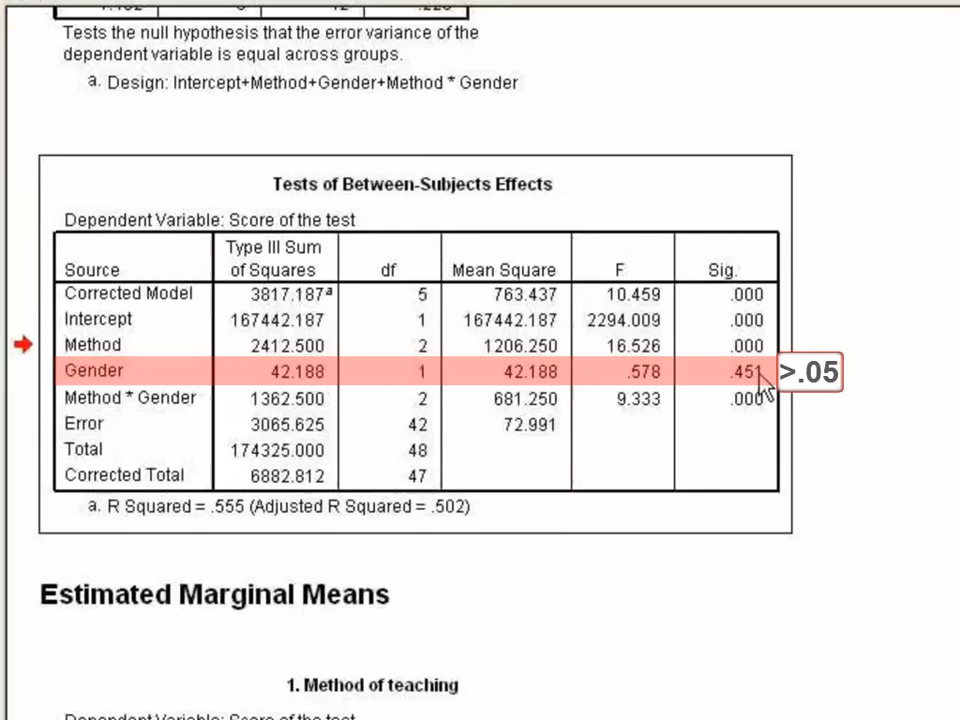 Tests the null hypothesis that the error variance of the
dependent variable is equal across groups.
a. Design: Intercept+Method+Gender+Method * Gender
Tests of Between-Subjects Effects
Dependent Variable: Score of the test
Source Type III Sum of Squares df Mean Square F Sig.
Corrected Model 3817.187a 5 763.437 10.459 .000
Intercept 167442.187 1 167442.187 2294.009 .000
Method 2412.500 2 1206.250 16.526 .000
Gender 42.188 1 42.188 .578 .451 >.05
Method * Gender 1362.500 2 681.250 9.333 .000
Error 3065.625 42 72.991
Total 174325.000 48
Corrected Total 6882.812 47
a. R Squared = .555 (Adjusted R Squared = .502)
Estimated Marginal Means
1. Method of teaching
Dependent Variable: Score of the test